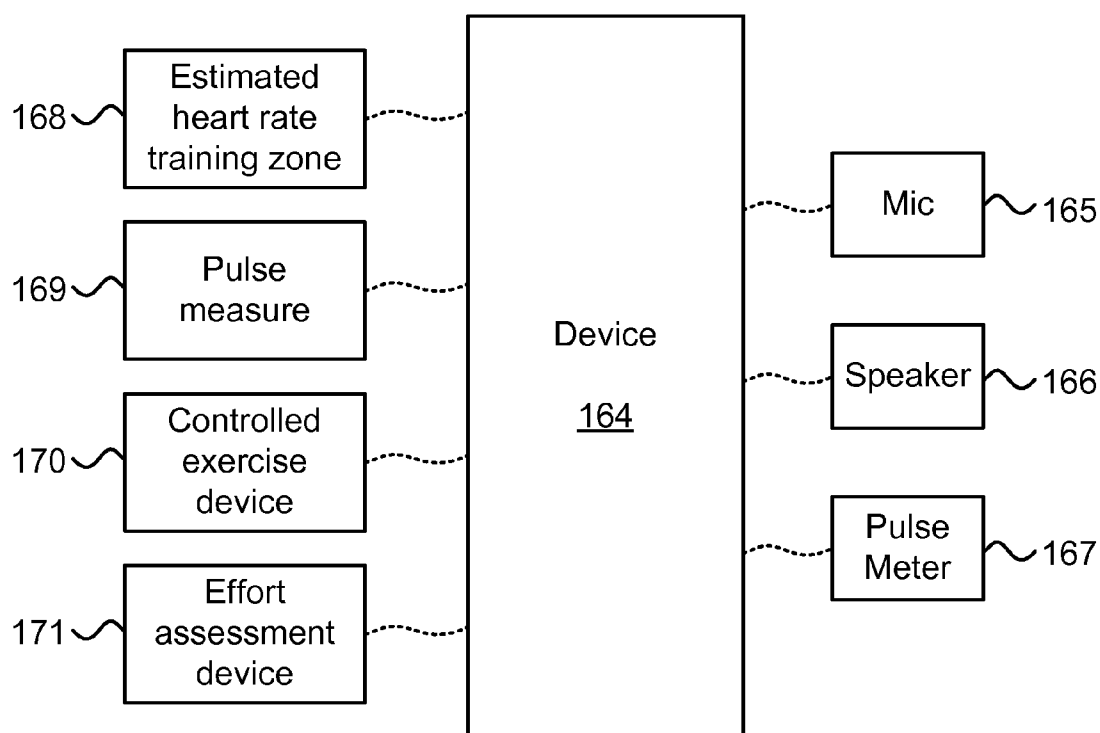 168
Estimated
heart rate
training zone
169
Pulse
measure
170
Controlled
exercise
device
171
Effort
assessment
device
Device
164
Mic
165
Speaker
166
Pulse
Meter
167